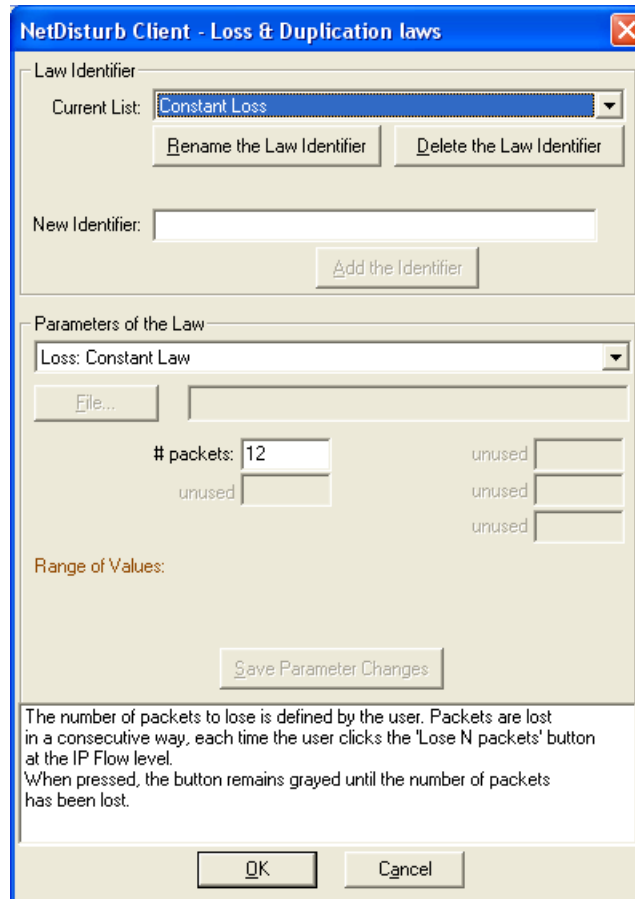 NetDisturb Client - Loss & Duplication laws
Law Identifier
Current List: Constant Loss
Rename the Law Identifier Delete the Law Identifier
New Identifier:
Add the Identifier
Parameters of the Law
Loss: Constant Law
File...
# packets: 12 unused
unused unused
unused
Range of Values:
Save Parameter Changes
The number of packets to lose is defined by the user. Packets are lost
in a consecutive way, each time the user clicks the 'Lose N packets' button
at the IP Flow level.
When pressed, the button remains grayed until the number of packets
has been lost.
OK Cancel